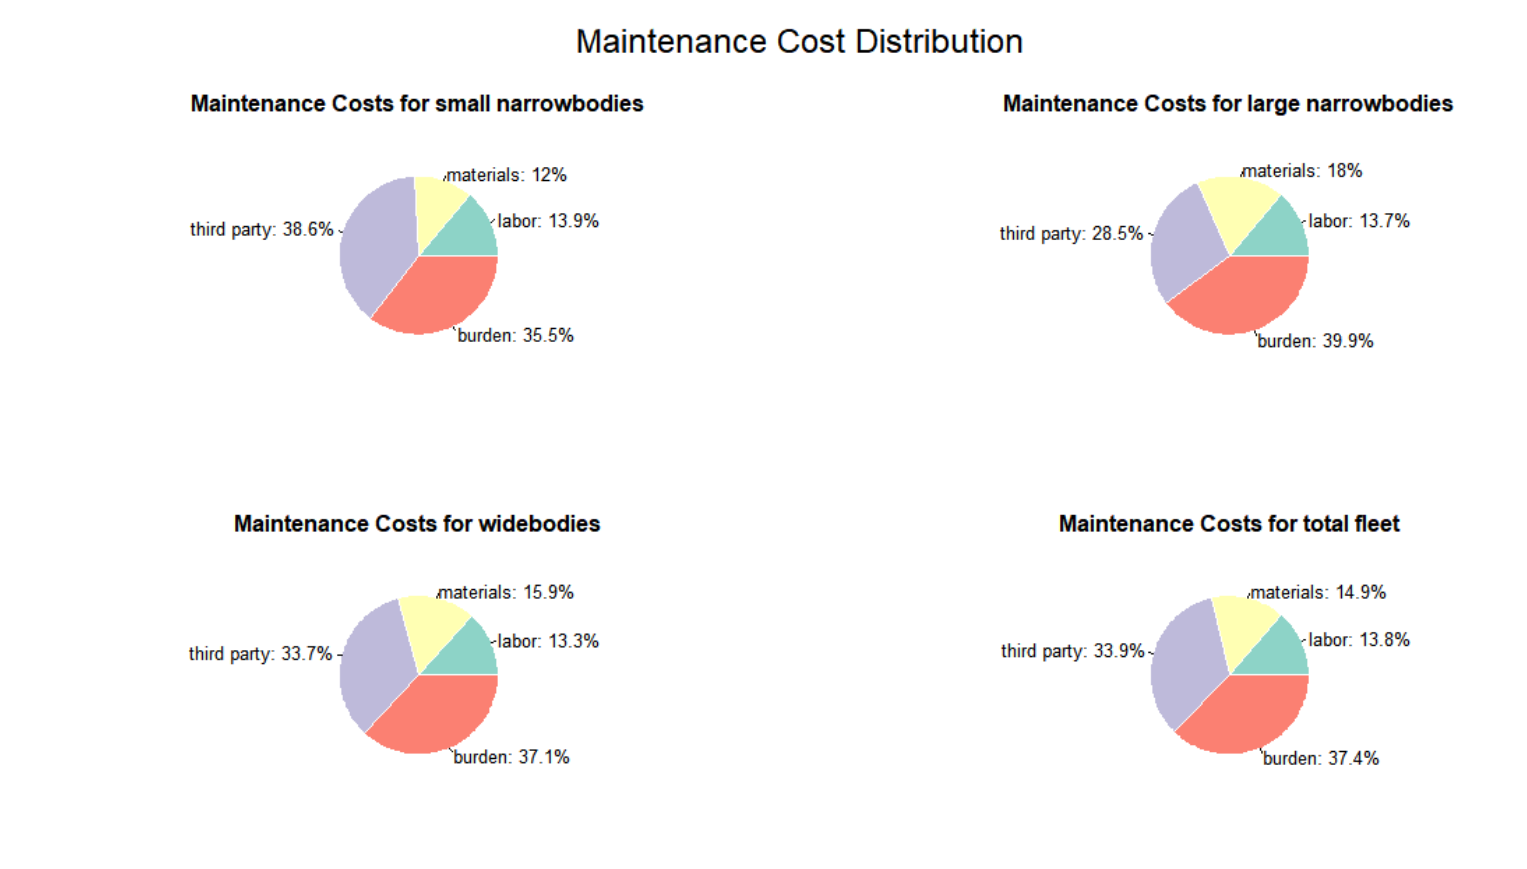 Maintenance Cost Distribution
Maintenance Costs for small narrowbodies
materials: 12%
labor: 13.9%
third party: 38.6%
burden: 35.5%
Maintenance Costs for large narrowbodies
materials: 18%
labor: 13.7%
third party: 28.5%
burden: 39.9%
Maintenance Costs for widebodies
materials: 15.9%
labor: 13.3%
third party: 33.7%
burden: 37.1%
Maintenance Costs for total fleet
materials: 14.9%
labor: 13.8%
third party: 33.9%
burden: 37.4%